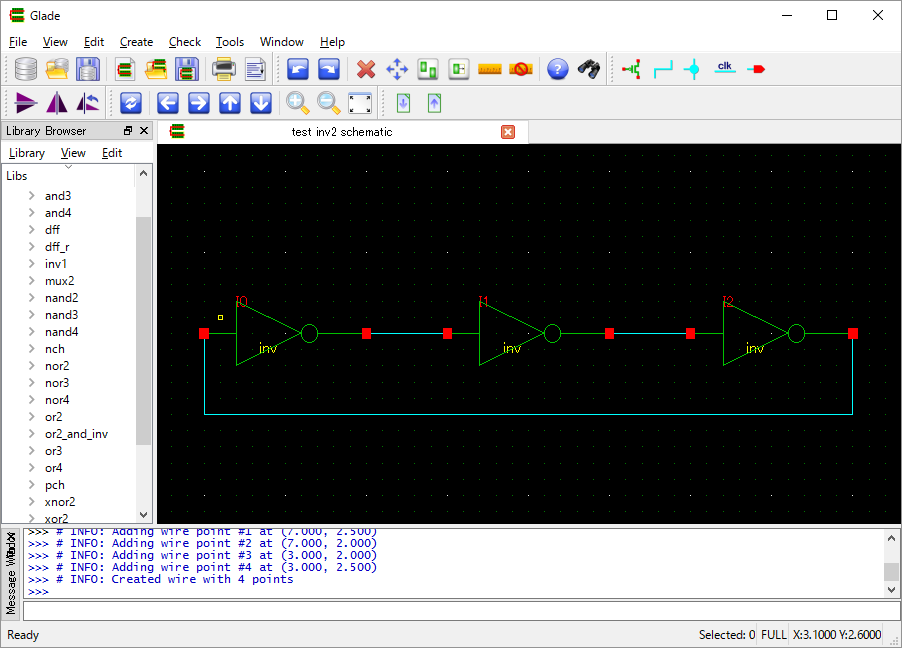 Glade
File View Edit Create Check Tools Window Help
clk
Library Browser
test inv2 schematic
Library View Edit
Libs
and3
and4
dff
dff_r
inv1
mux2
nand2
nand3
nand4
nch
nor2
nor3
nor4
or2
or2_and_inv
or3
or4
pch
xnor2
xor2
I0 I1 I2
inv inv inv
>>> # INFO: Adding wire point #1 at (7.000, 2.500)
>>> # INFO: Adding wire point #2 at (7.000, 2.000)
>>> # INFO: Adding wire point #3 at (3.000, 2.000)
>>> # INFO: Adding wire point #4 at (3.000, 2.500)
>>> # INFO: Created wire with 4 points
>>>
Message
Ready
Selected: 0 FULL X:3.1000 Y:2.6000